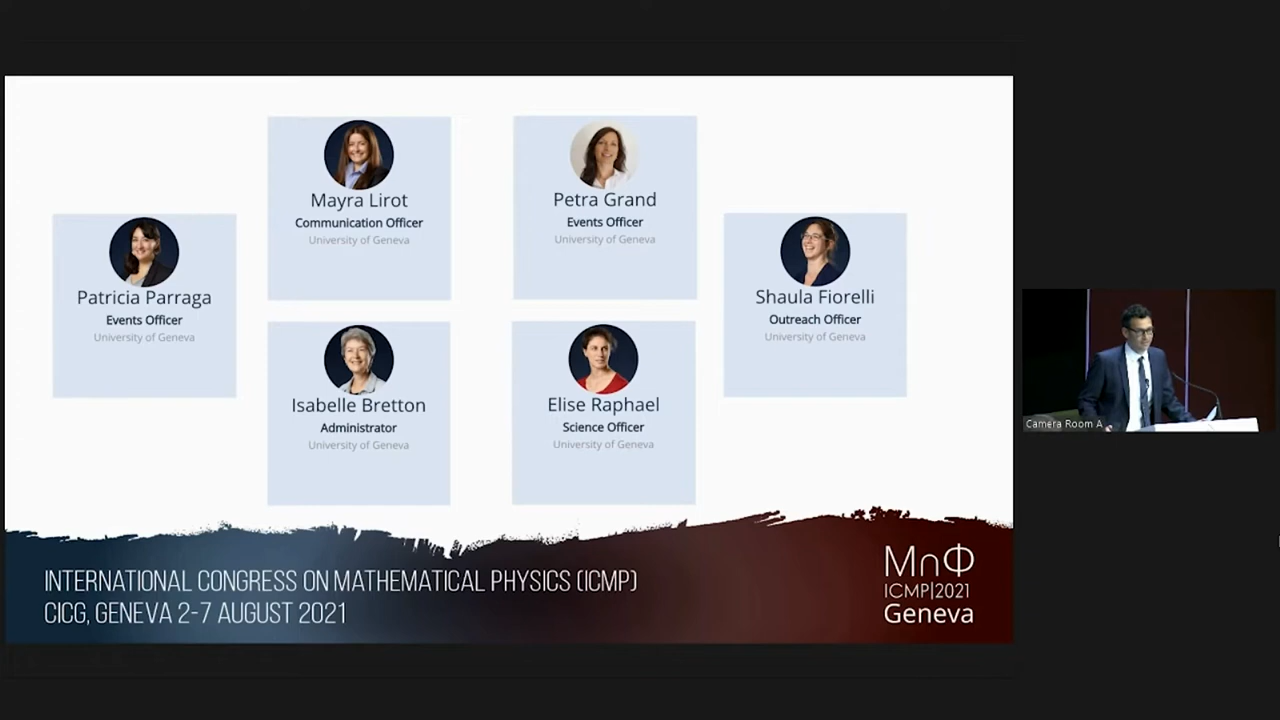 Mayra Lirot
Communication Officer
University of Geneva
Petra Grand
Events Officer
University of Geneva
Patricia Parraga
Events Officer
University of Geneva
Shaula Fiorelli
Outreach Officer
University of Geneva
Isabelle Bretton
Administrator
University of Geneva
Elise Raphael
Science Officer
University of Geneva
Camera Room A
INTERNATIONAL CONGRESS ON MATHEMATICAL PHYSICS (ICMP)
CICG, GENEVA 2-7 AUGUST 2021
M∩Φ
ICMP|2021
Geneva